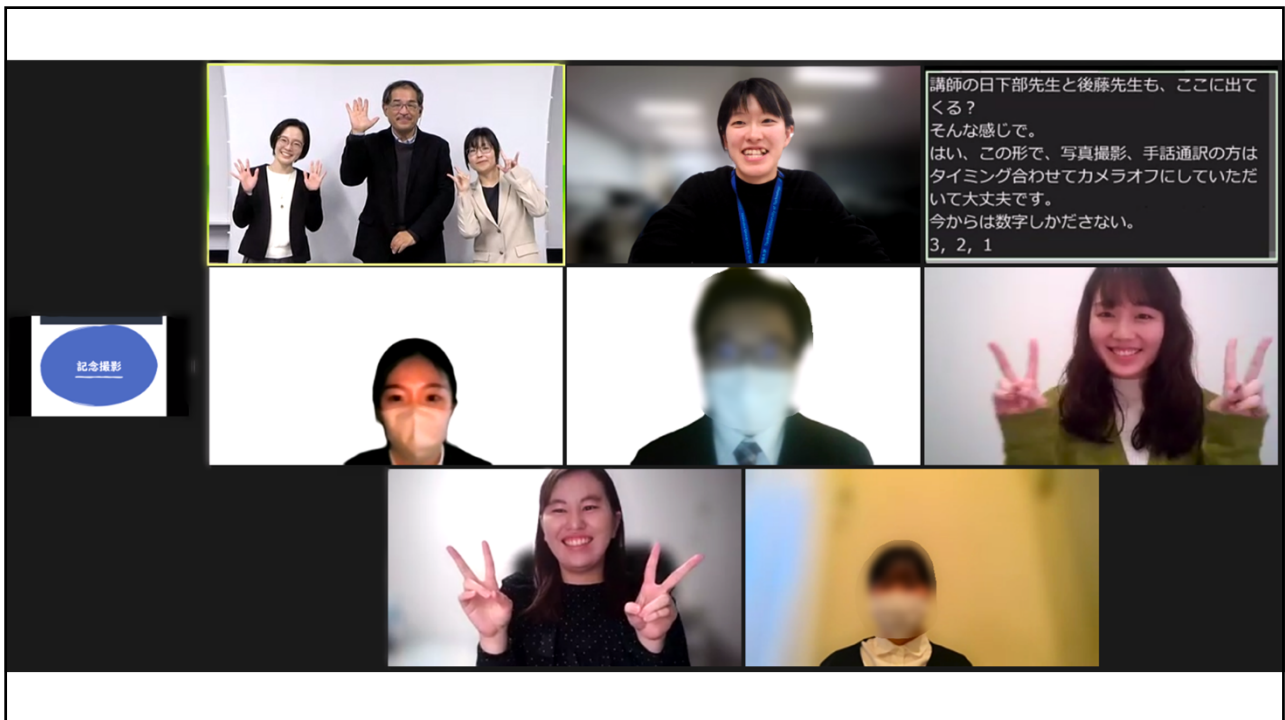 講師の日下部先生と後藤先生も、ここに出て
くる？
そんな感じで。
はい、この形で、写真撮影、手話通訳の方は
タイミング合わせてカメラオフにしていただ
いて大丈夫です。
今からは数字しかださない。
3, 2, 1
記念撮影